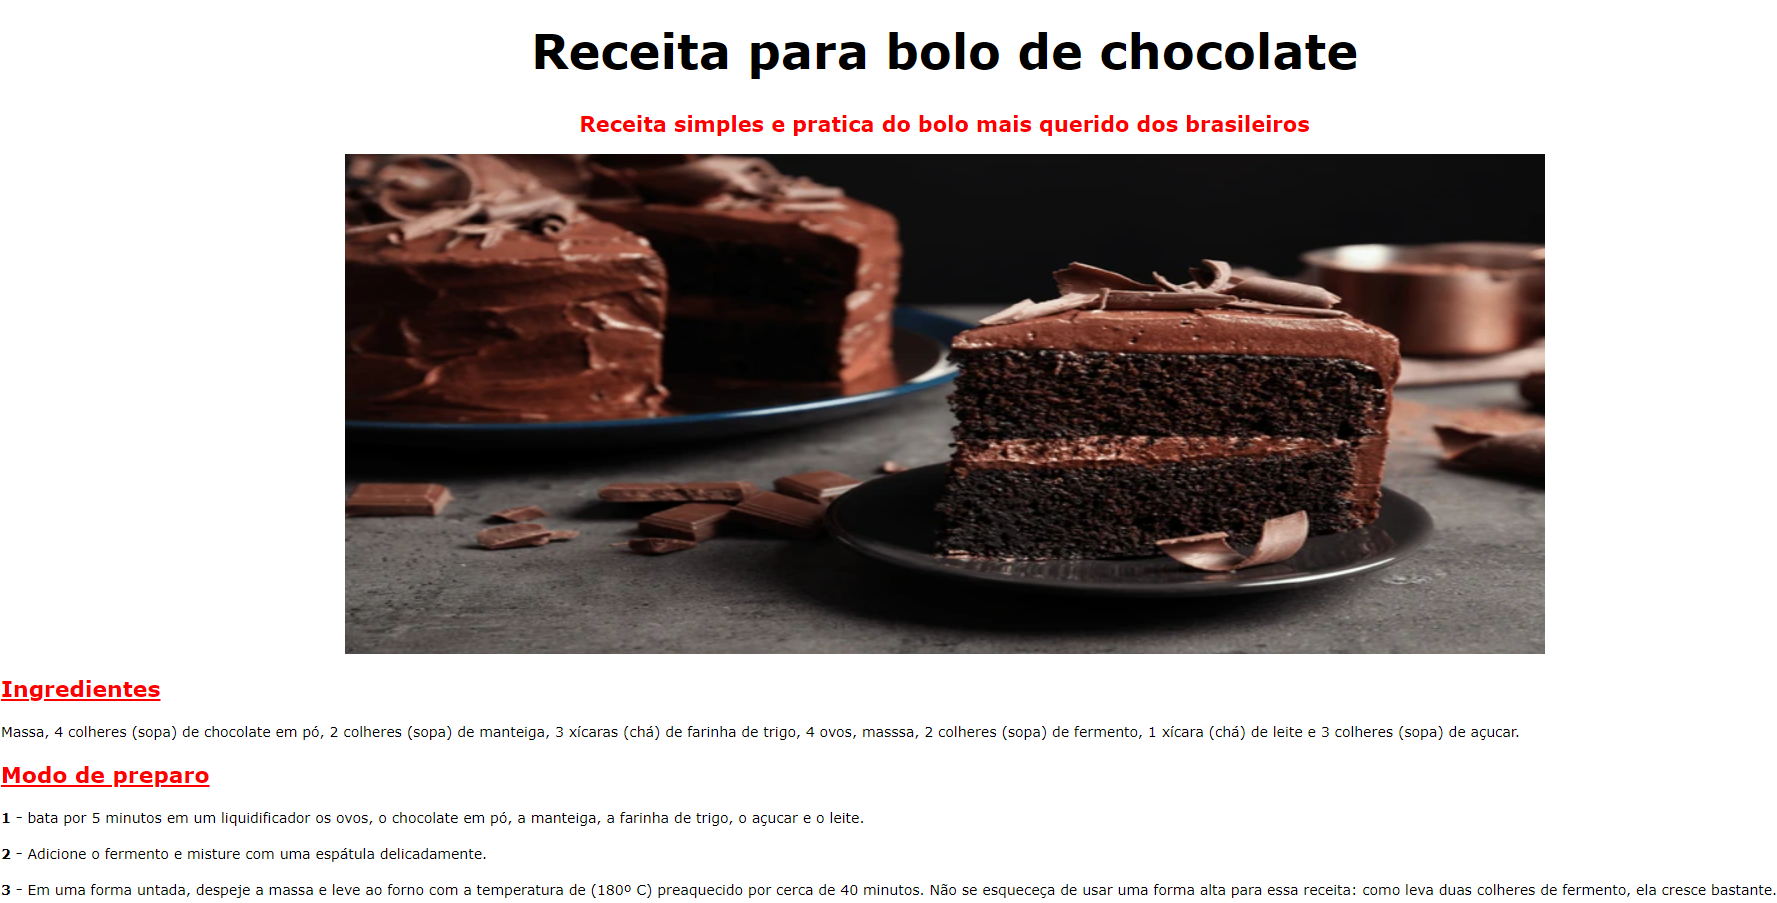 Receita para bolo de chocolate
Receita simples e pratica do bolo mais querido dos brasileiros
Ingredientes
Massa, 4 colheres (sopa) de chocolate em pó, 2 colheres (sopa) de manteiga, 3 xícaras (chá) de farinha de trigo, 4 ovos, masssa, 2 colheres (sopa) de fermento, 1 xícara (chá) de leite e 3 colheres (sopa) de açucar.
Modo de preparo
1 - bata por 5 minutos em um liquidificador os ovos, o chocolate em pó, a manteiga, a farinha de trigo, o açucar e o leite.
2 - Adicione o fermento e misture com uma espátula delicadamente.
3 - Em uma forma untada, despeje a massa e leve ao forno com a temperatura de (180º C) preaquecido por cerca de 40 minutos. Não se esqueceça de usar uma forma alta para essa receita: como leva duas colheres de fermento, ela cresce bastante.